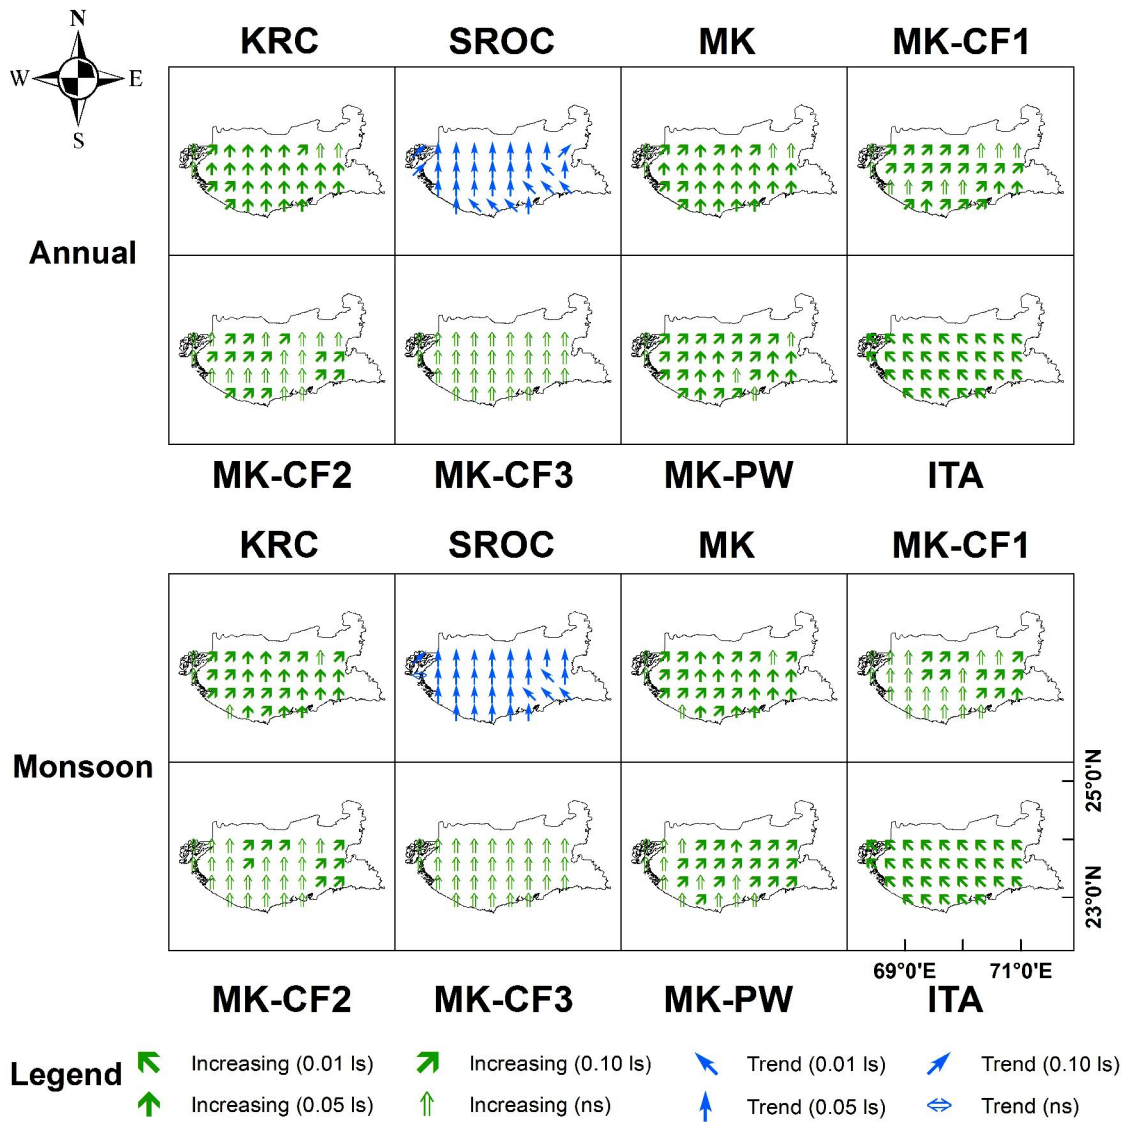 N
W E
S
KRC SROC MK MK-CF1
Annual
MK-CF2 MK-CF3 MK-PW ITA
KRC SROC MK MK-CF1
Monsoon
25°0'N
23°0'N
69°0'E 71°0'E
MK-CF2 MK-CF3 MK-PW ITA
Legend
Increasing (0.01 ls) Increasing (0.10 ls) Trend (0.01 ls) Trend (0.10 ls)
Increasing (0.05 ls) Increasing (ns) Trend (0.05 ls) Trend (ns)